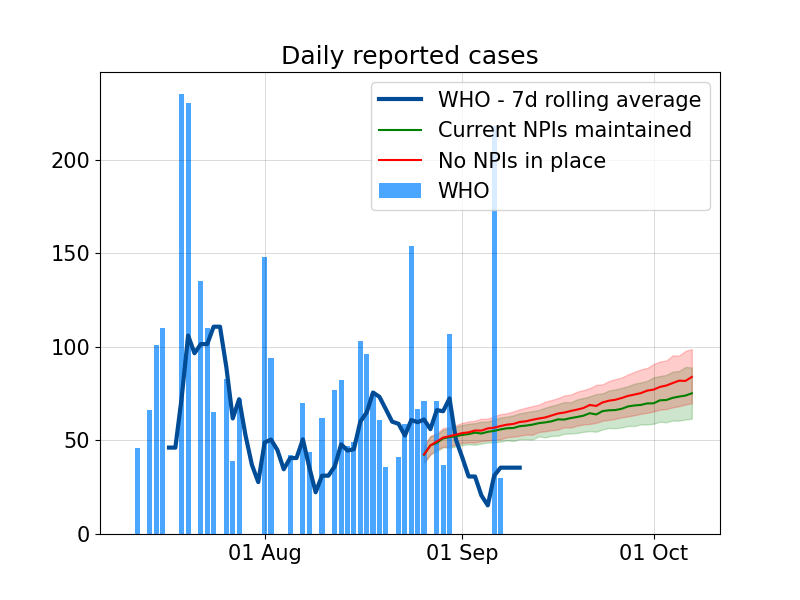 Daily reported cases
WHO - 7d rolling average
Current NPIs maintained
No NPIs in place
WHO
200
150
100
50
0
01 Aug
01 Sep
01 Oct